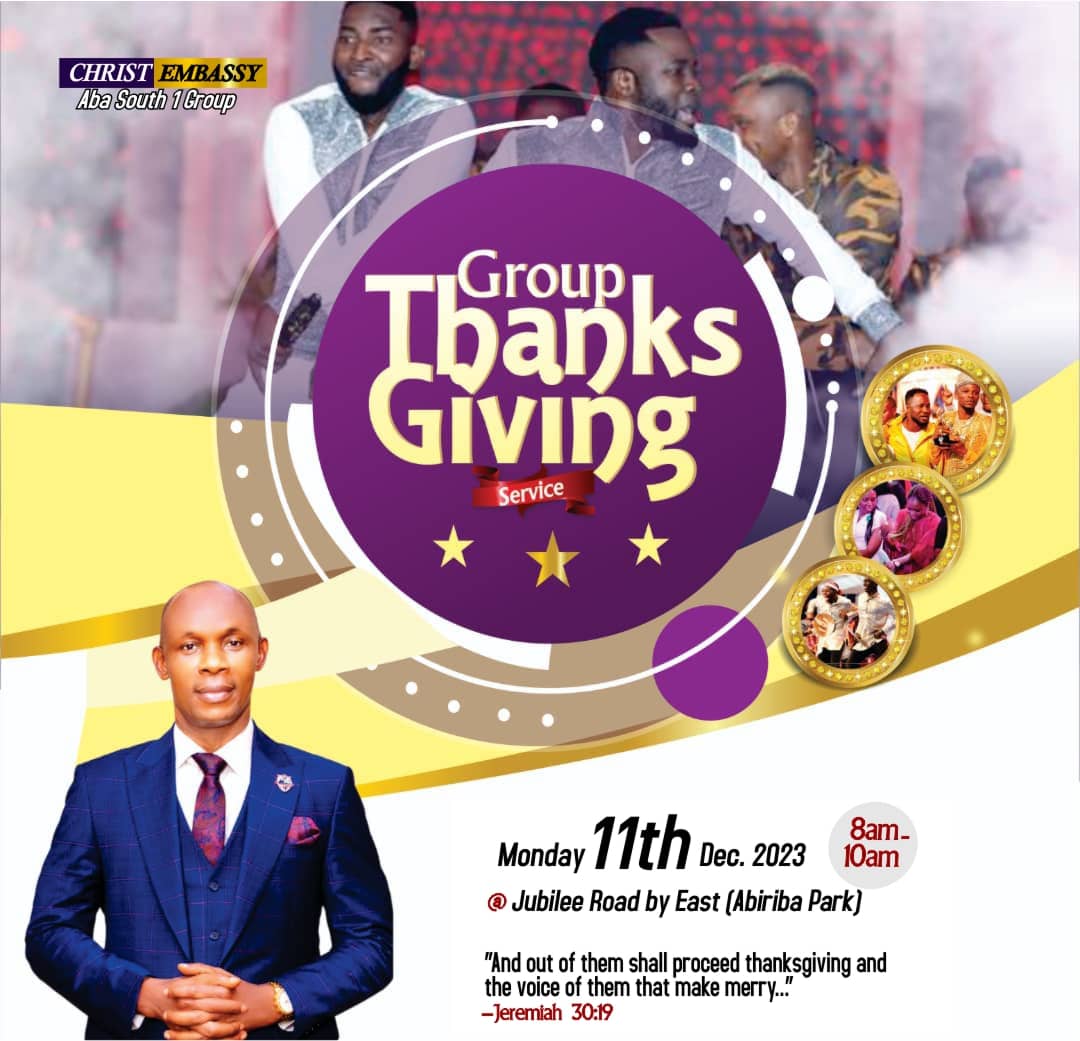 CHRIST EMBASSY
Aba South 1 Group
Group
Thanks
Giving
Service
Monday 11th Dec. 2023
8am-
10am
@ Jubilee Road by East (Abiriba Park)
"And out of them shall proceed thanksgiving and
the voice of them that make merry..."
–Jeremiah 30:19